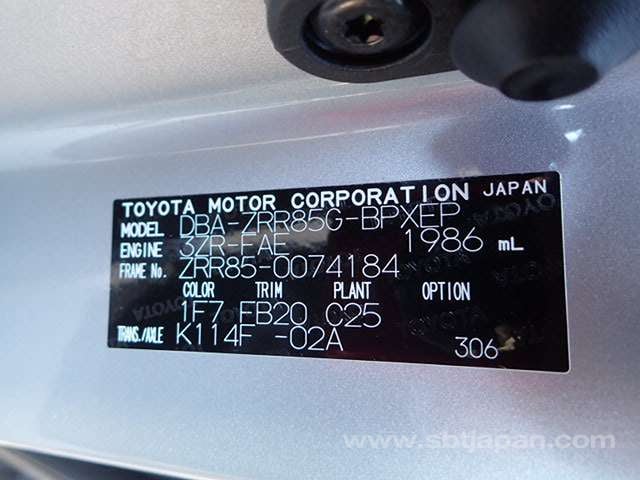 TOYOTA MOTOR CORPORATION JAPAN
MODEL DBA-ZRR85G-BPXEP
ENGINE 3ZR-FAE 1986 mL
FRAME No. ZRR85-0074184
COLOR TRIM PLANT OPTION
1F7 FB20 C25
TRANS./AXLE K114F -02A 306
www.sbtjapan.com